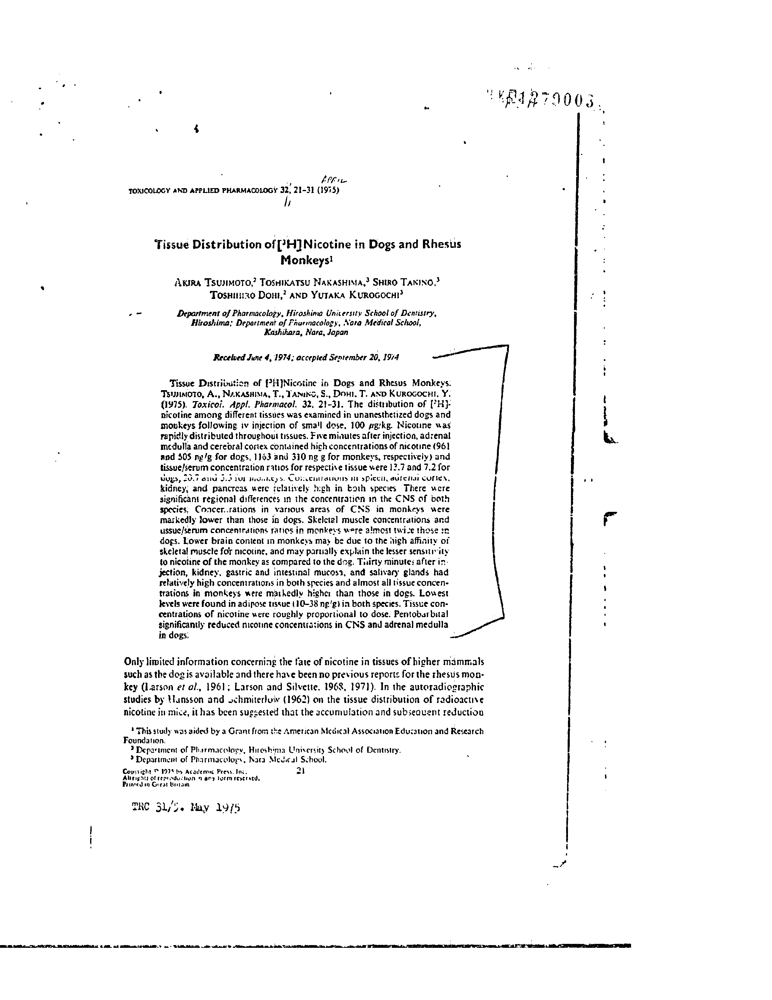 79003
APRIL
TOXICOLOGY AND APPLIED PHARMACOLOGY 32, 21–31 (1975)
Tissue Distribution of [³H]Nicotine in Dogs and Rhesus
Monkeys¹
AKIRA TSUJIMOTO,² TOSHIKATSU NAKASHIMA,³ SHIRO TANINO,³
TOSHIHIRO DOHI,² AND YUTAKA KUROGOCHI³
Department of Pharmacology, Hiroshima University School of Dentistry,
Hiroshima; Department of Pharmacology, Nara Medical School,
Kashihara, Nara, Japan
Received June 4, 1974; accepted September 20, 1974
Tissue Distribution of [³H]Nicotine in Dogs and Rhesus Monkeys.
TSUJIMOTO, A., NAKASHIMA, T., TANINO, S., DOHI, T. AND KUROGOCHI, Y.
(1975). Toxicol. Appl. Pharmacol. 32, 21–31. The distribution of [³H]-
nicotine among different tissues was examined in unanesthetized dogs and
monkeys following iv injection of small dose, 100 μg/kg. Nicotine was
rapidly distributed throughout tissues. Five minutes after injection, adrenal
medulla and cerebral cortex contained high concentrations of nicotine (961
and 505 ng/g for dogs, 1163 and 310 ng g for monkeys, respectively) and
tissue/serum concentration ratios for respective tissue were 13.7 and 7.2 for
dogs, 20.7 and 5.5 for monkeys. Concentrations in spleen, adrenal cortex,
kidney, and pancreas were relatively high in both species. There were
significant regional differences in the concentration in the CNS of both
species. Concentrations in various areas of CNS in monkeys were
markedly lower than those in dogs. Skeletal muscle concentrations and
tissue/serum concentrations ratios in monkeys were almost twice those in
dogs. Lower brain content in monkeys may be due to the high affinity of
skeletal muscle for nicotine, and may partially explain the lesser sensitivity
to nicotine of the monkey as compared to the dog. Thirty minutes after in-
jection, kidney, gastric and intestinal mucosa, and salivary glands had
relatively high concentrations in both species and almost all tissue concen-
trations in monkeys were markedly higher than those in dogs. Lowest
levels were found in adipose tissue (10–38 ng/g) in both species. Tissue con-
centrations of nicotine were roughly proportional to dose. Pentobarbital
significantly reduced nicotine concentrations in CNS and adrenal medulla
in dogs.
Only limited information concerning the fate of nicotine in tissues of higher mammals
such as the dog is available and there have been no previous reports for the rhesus mon-
key (Larson et al., 1961; Larson and Silvette, 1968, 1971). In the autoradiographic
studies by Hansson and Schmiterlow (1962) on the tissue distribution of radioactive
nicotine in mice, it has been suggested that the accumulation and subsequent reduction
¹ This study was aided by a Grant from the American Medical Association Education and Research
Foundation.
² Department of Pharmacology, Hiroshima University School of Dentistry.
³ Department of Pharmacology, Nara Medical School.
Copyright © 1975 by Academic Press, Inc. 21
All rights of reproduction in any form reserved.
Printed in Great Britain
TRC 31/5. May 1975